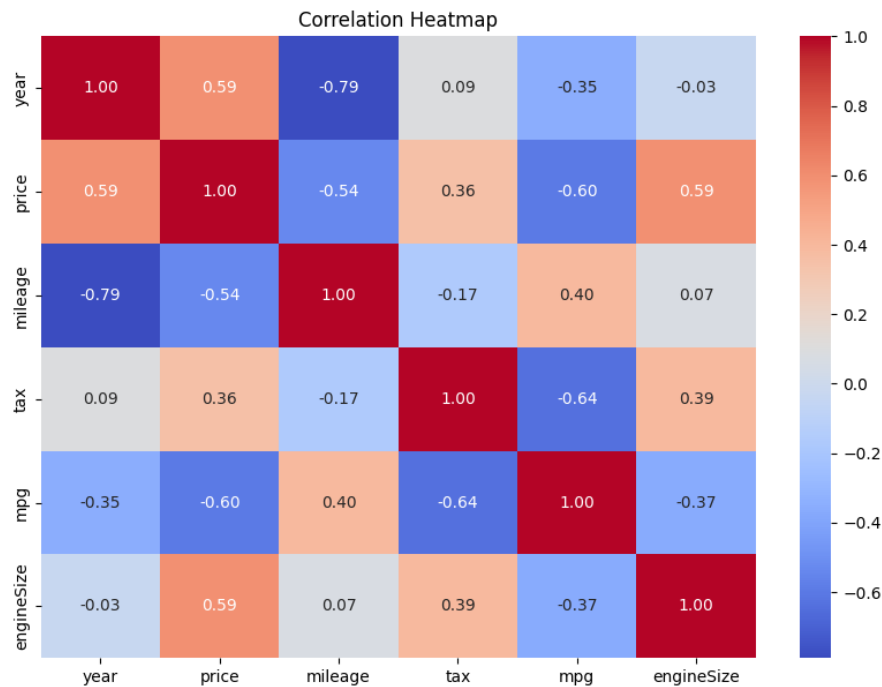 Correlation Heatmap
year 1.00 0.59 -0.79 0.09 -0.35 -0.03
price 0.59 1.00 -0.54 0.36 -0.60 0.59
mileage -0.79 -0.54 1.00 -0.17 0.40 0.07
tax 0.09 0.36 -0.17 1.00 -0.64 0.39
mpg -0.35 -0.60 0.40 -0.64 1.00 -0.37
engineSize -0.03 0.59 0.07 0.39 -0.37 1.00
year price mileage tax mpg engineSize
1.0
0.8
0.6
0.4
0.2
0.0
−0.2
−0.4
−0.6